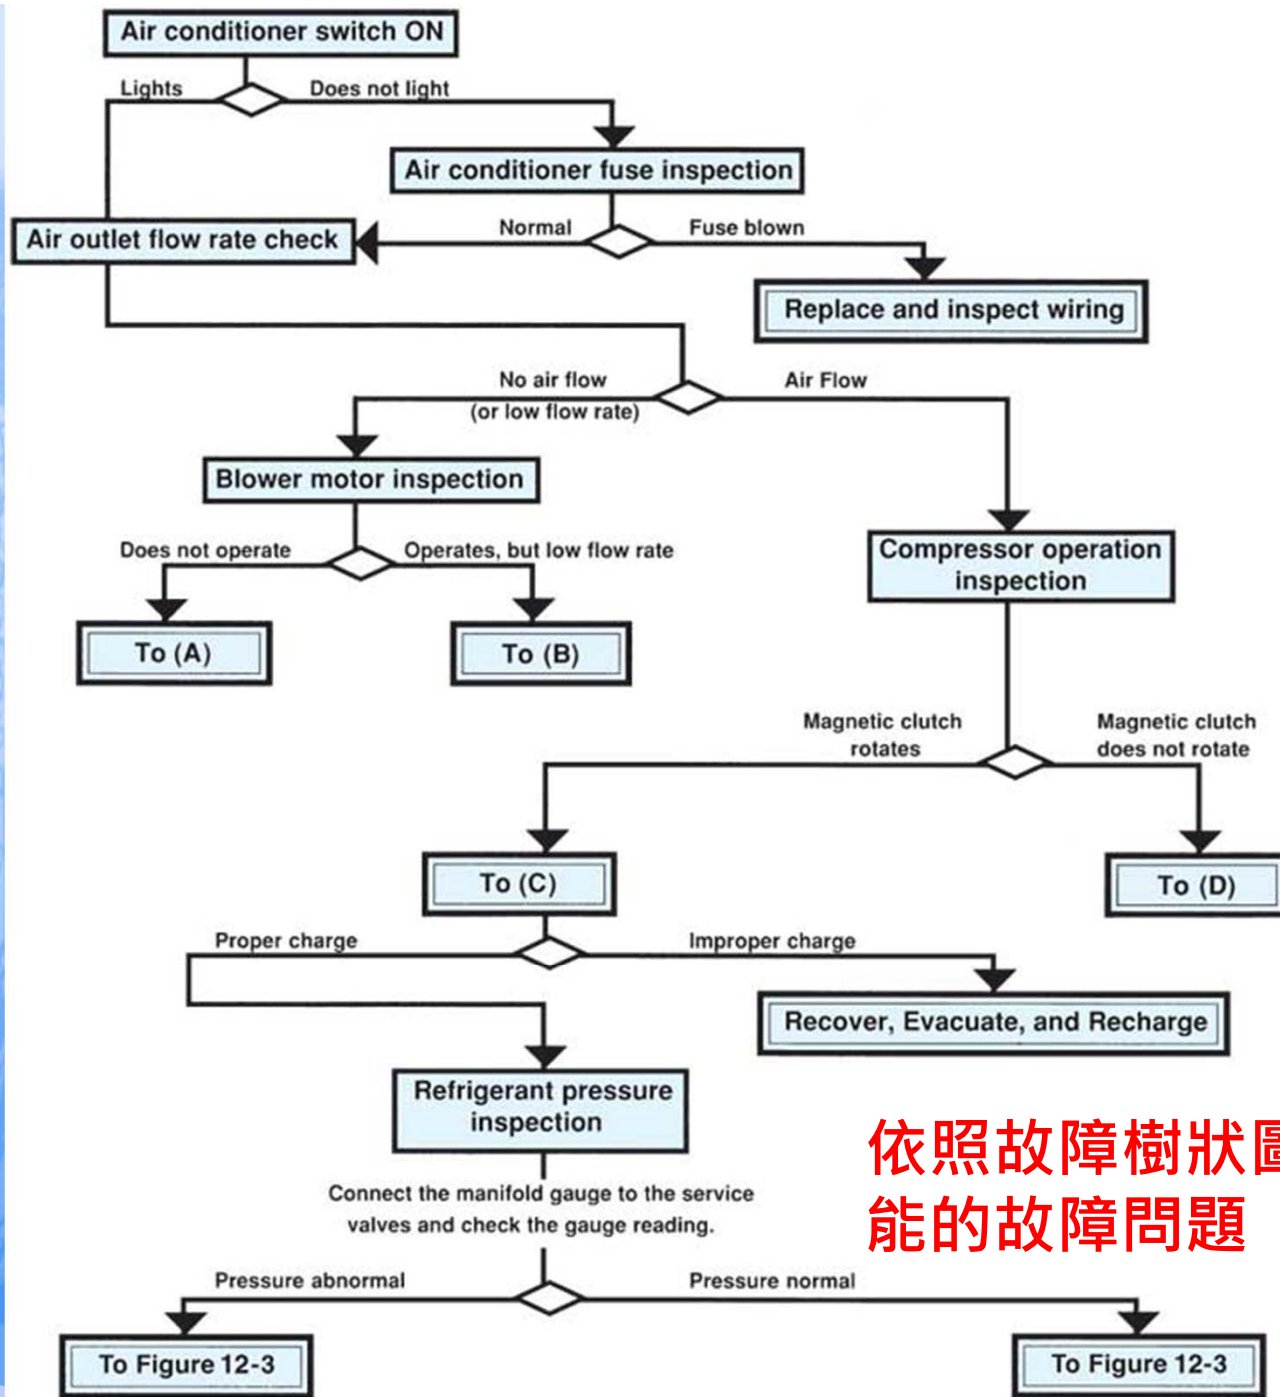 Air conditioner switch ON
Lights
Does not light
Air conditioner fuse inspection
Normal
Fuse blown
Air outlet flow rate check
Replace and inspect wiring
No air flow
(or low flow rate)
Air Flow
Blower motor inspection
Does not operate
Operates, but low flow rate
Compressor operation
inspection
To (A)
To (B)
Magnetic clutch
rotates
Magnetic clutch
does not rotate
To (C)
To (D)
Proper charge
Improper charge
Recover, Evacuate, and Recharge
Refrigerant pressure
inspection
依照故障樹狀圖
能的故障問題
Connect the manifold gauge to the service
valves and check the gauge reading.
Pressure abnormal
Pressure normal
To Figure 12-3
To Figure 12-3